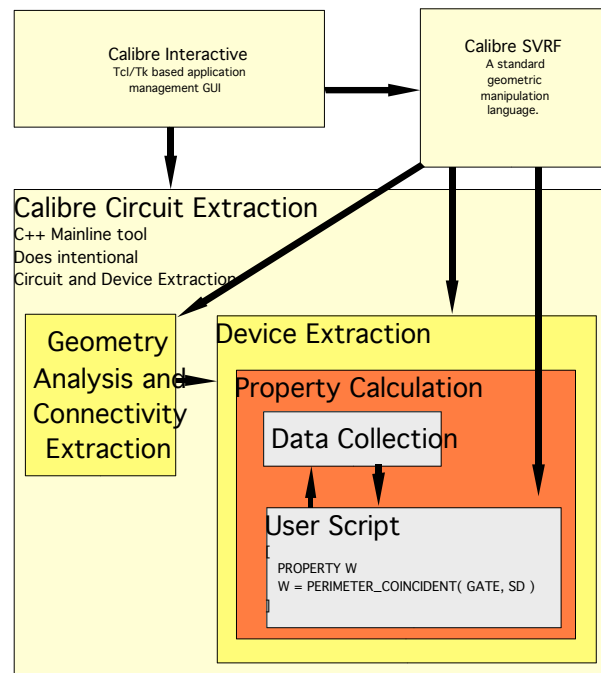 Calibre Interactive
Tcl/Tk based application
management GUI
Calibre SVRF
A standard
geometric
manipulation
language.
Calibre Circuit Extraction
C++ Mainline tool
Does intentional
Circuit and Device Extraction
Geometry
Analysis and
Connectivity
Extraction
Device Extraction
Property Calculation
Data Collection
User Script
[
PROPERTY W
W = PERIMETER_COINCIDENT( GATE, SD )
]